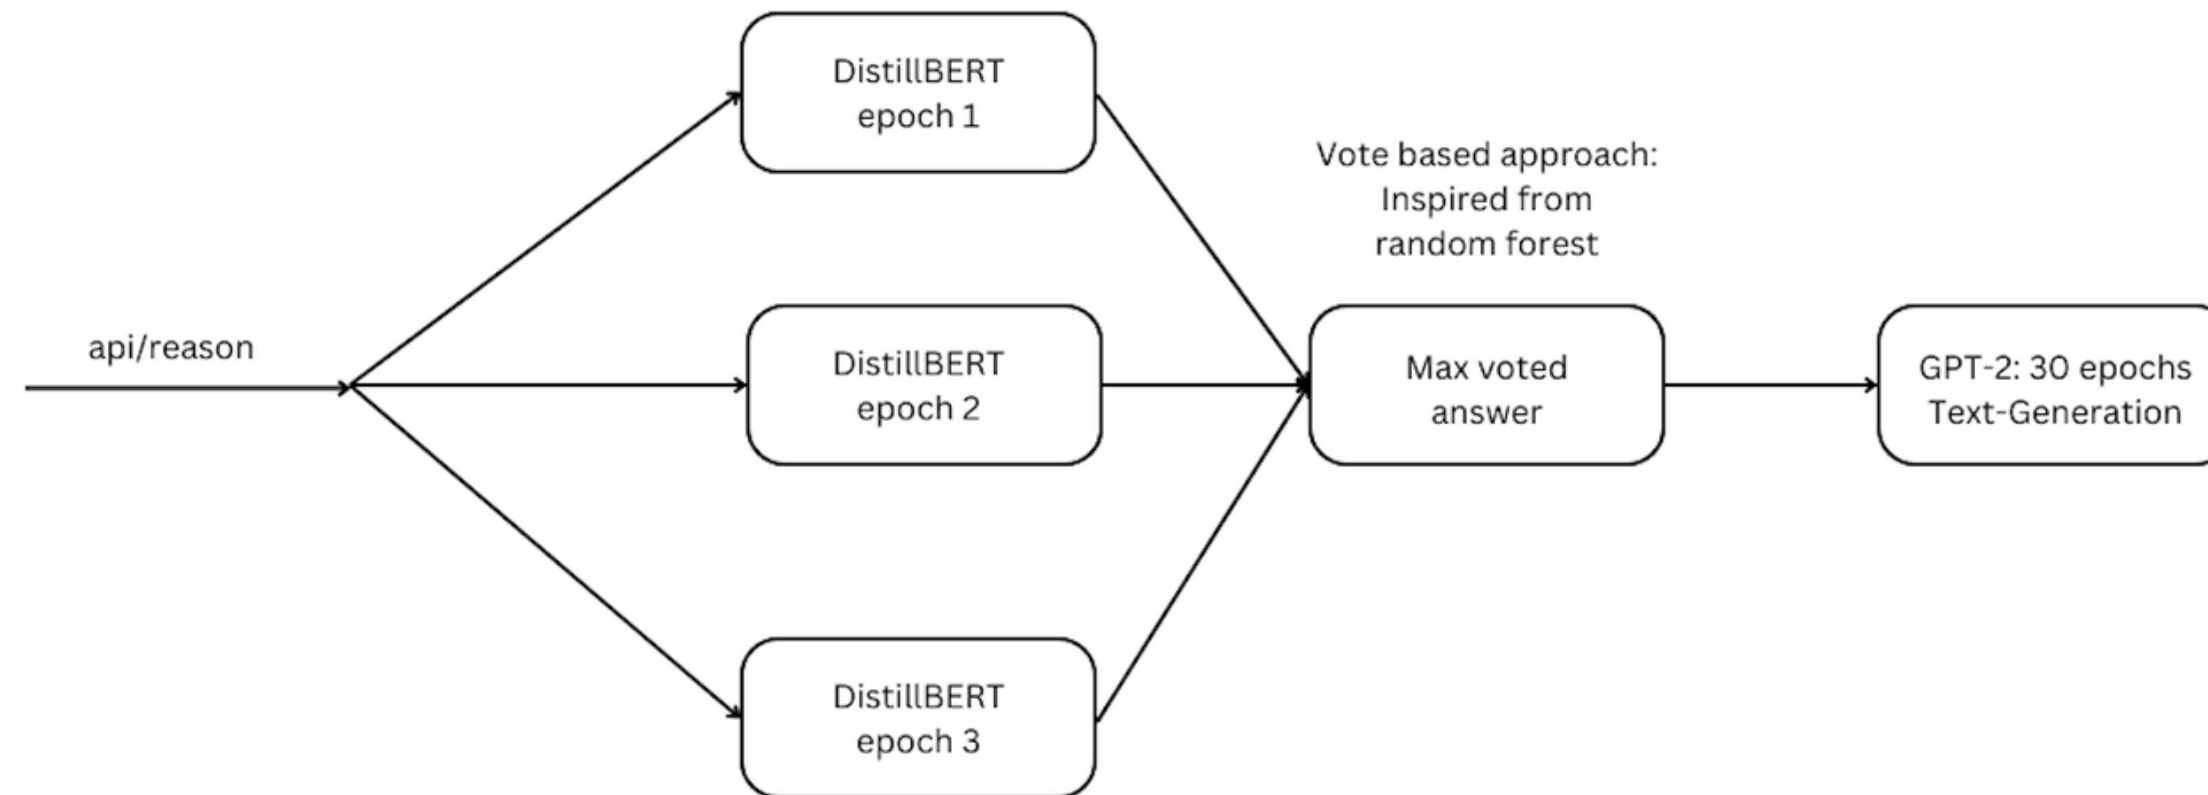 api/reason
DistillBERT
epoch 1
DistillBERT
epoch 2
DistillBERT
epoch 3
Vote based approach:
Inspired from
random forest
Max voted
answer
GPT-2: 30 epochs
Text-Generation